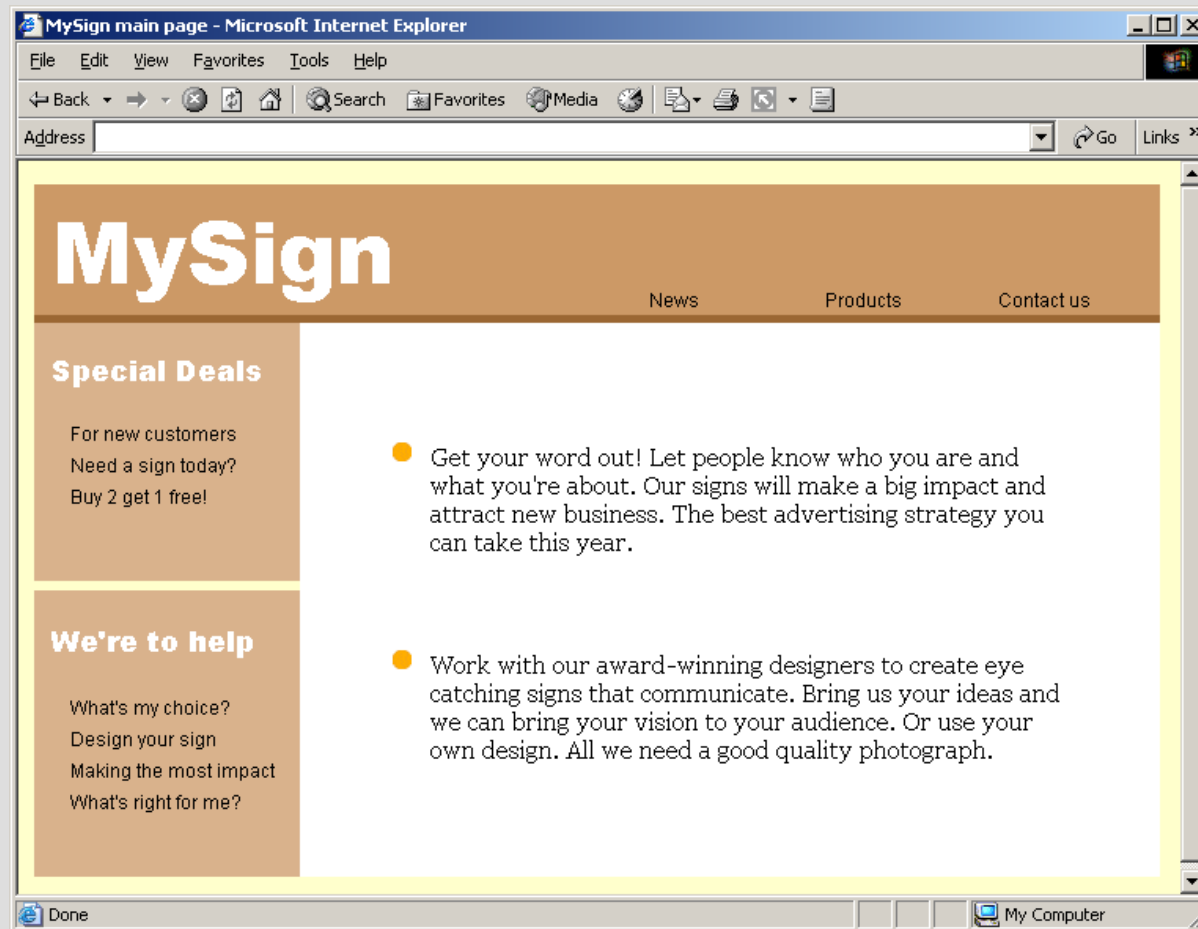 MySign main page - Microsoft Internet Explorer
File Edit View Favorites Tools Help
Back Search Favorites Media
Address Go Links »
MySign
News Products Contact us
Special Deals
For new customers
Need a sign today?
Buy 2 get 1 free!
Get your word out! Let people know who you are and
what you're about. Our signs will make a big impact and
attract new business. The best advertising strategy you
can take this year.
We're to help
What's my choice?
Design your sign
Making the most impact
What's right for me?
Work with our award-winning designers to create eye
catching signs that communicate. Bring us your ideas and
we can bring your vision to your audience. Or use your
own design. All we need a good quality photograph.
Done My Computer